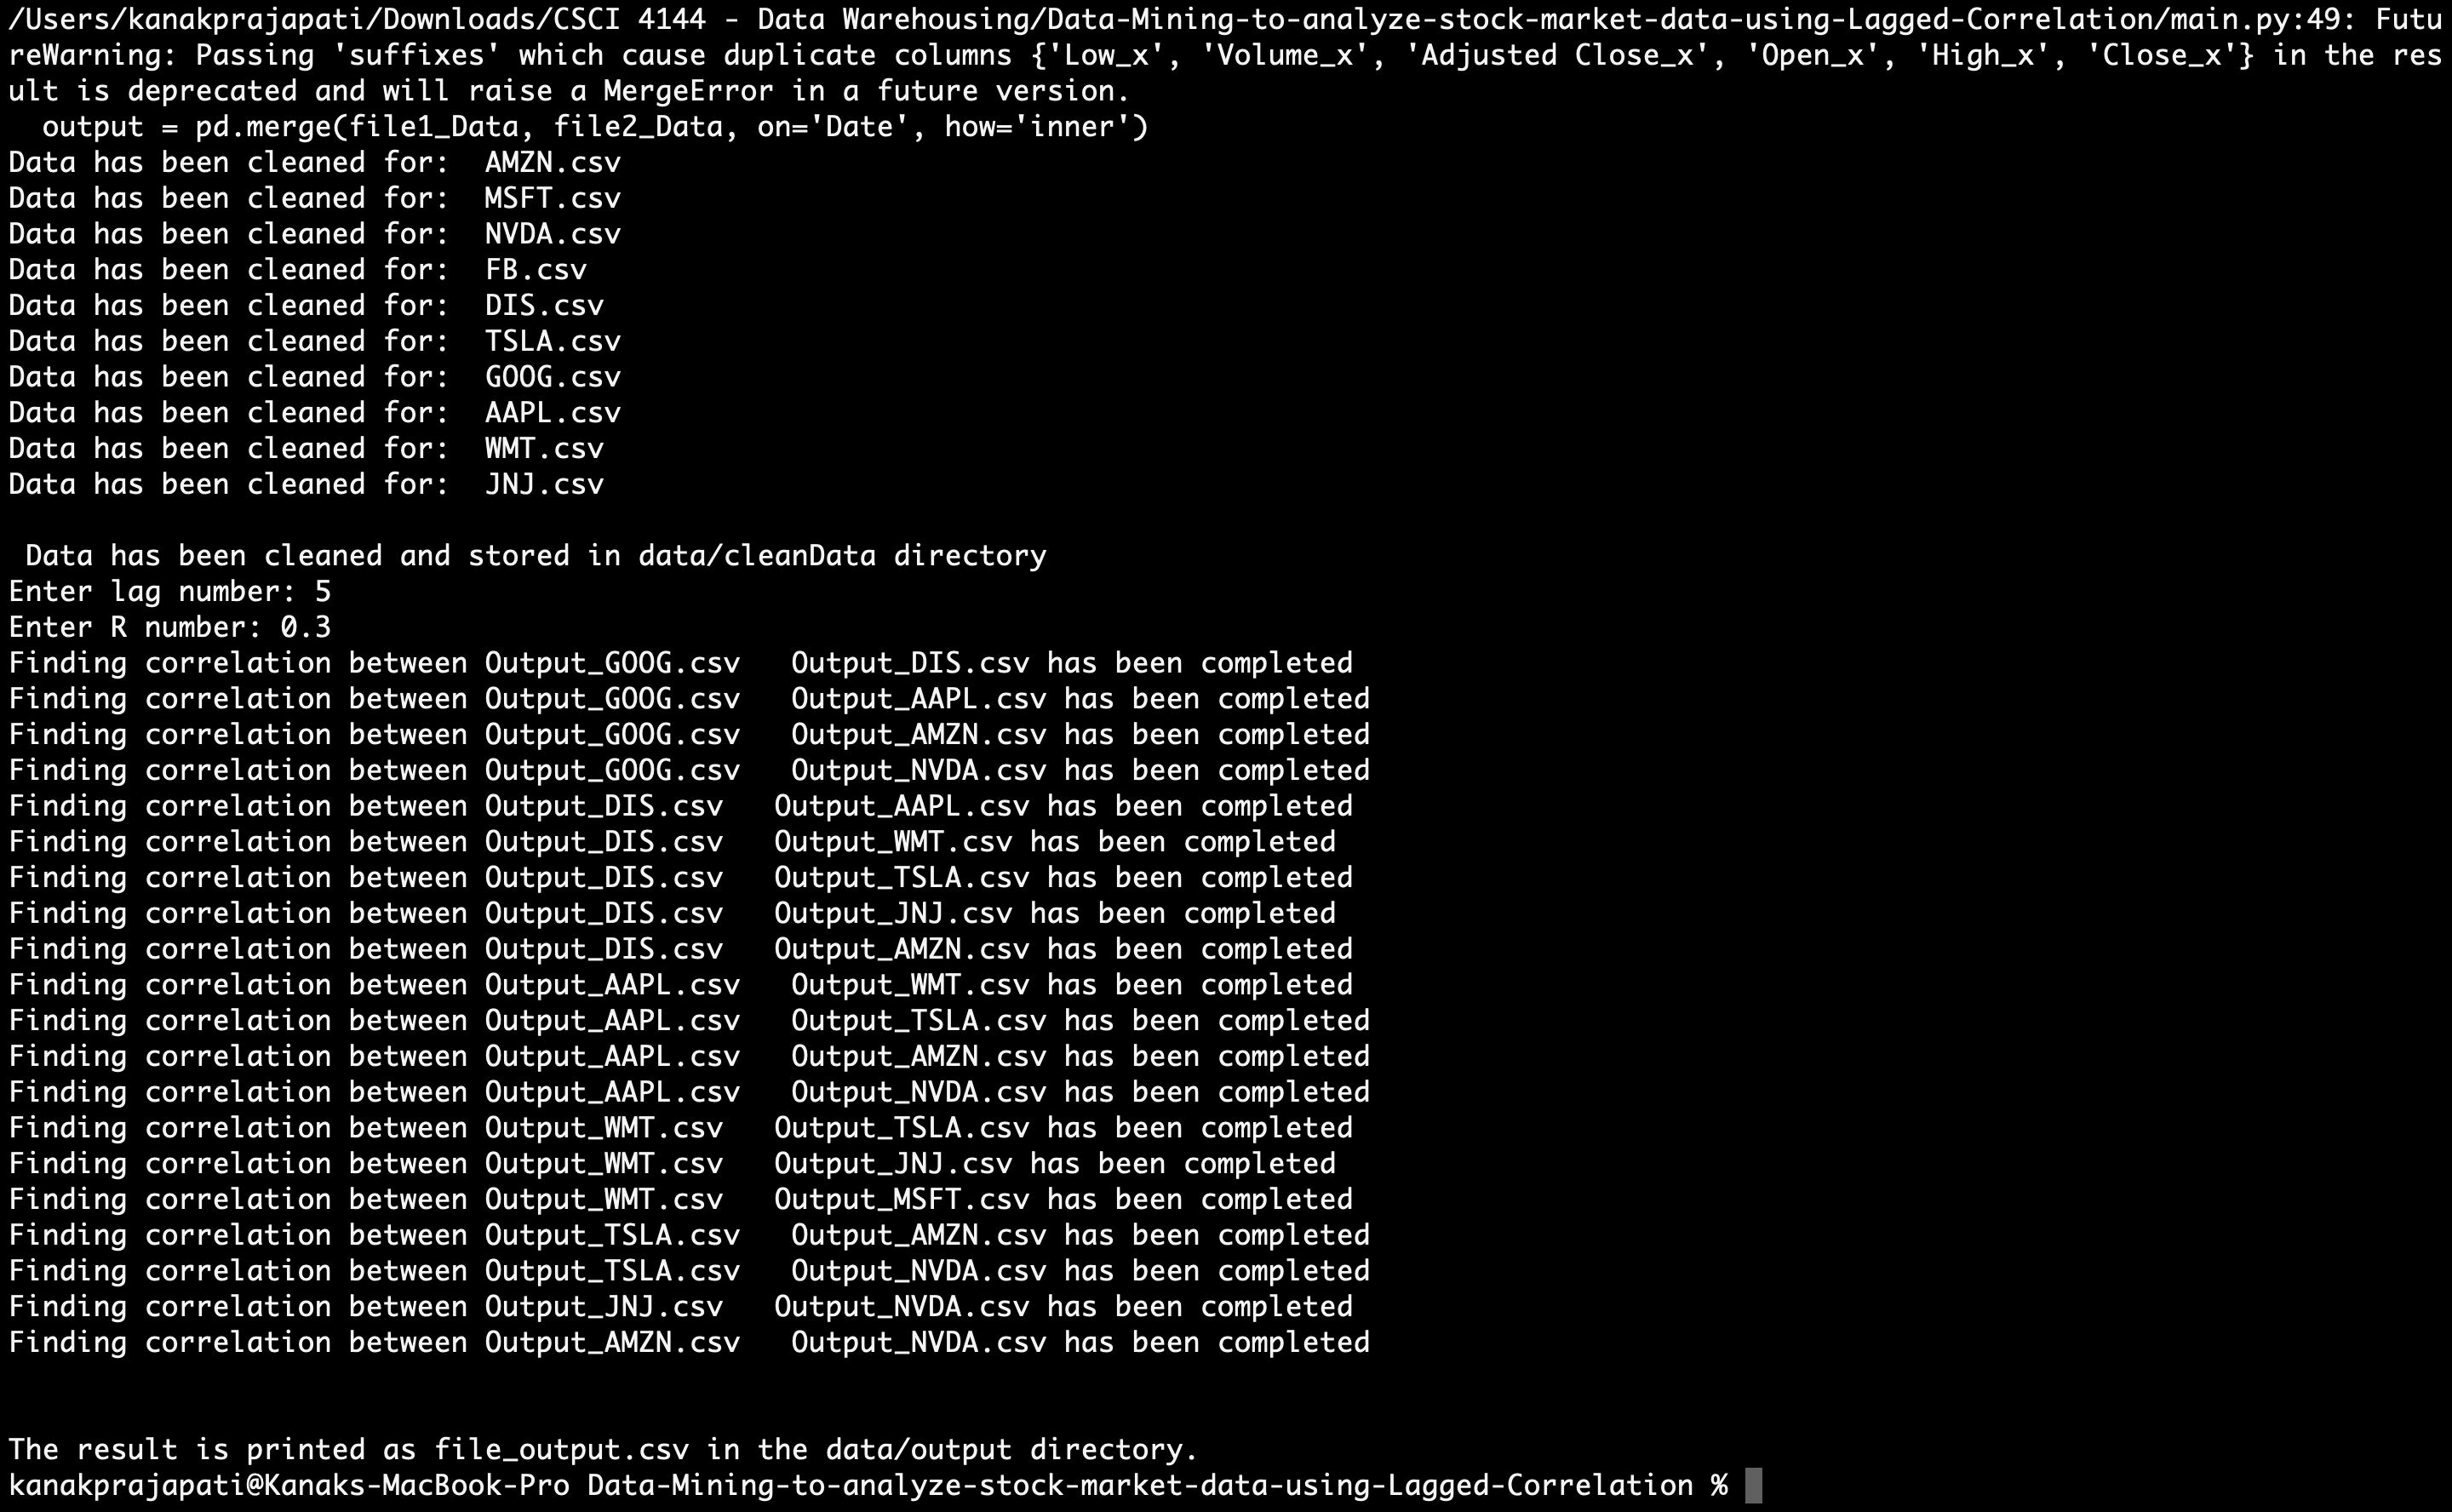 /Users/kanakprajapati/Downloads/CSCI 4144 - Data Warehousing/Data-Mining-to-analyze-stock-market-data-using-Lagged-Correlation/main.py:49: Futu
reWarning: Passing 'suffixes' which cause duplicate columns {'Low_x', 'Volume_x', 'Adjusted Close_x', 'Open_x', 'High_x', 'Close_x'} in the res
ult is deprecated and will raise a MergeError in a future version.
  output = pd.merge(file1_Data, file2_Data, on='Date', how='inner')
Data has been cleaned for:  AMZN.csv
Data has been cleaned for:  MSFT.csv
Data has been cleaned for:  NVDA.csv
Data has been cleaned for:  FB.csv
Data has been cleaned for:  DIS.csv
Data has been cleaned for:  TSLA.csv
Data has been cleaned for:  GOOG.csv
Data has been cleaned for:  AAPL.csv
Data has been cleaned for:  WMT.csv
Data has been cleaned for:  JNJ.csv

 Data has been cleaned and stored in data/cleanData directory
Enter lag number: 5
Enter R number: 0.3
Finding correlation between Output_GOOG.csv   Output_DIS.csv has been completed
Finding correlation between Output_GOOG.csv   Output_AAPL.csv has been completed
Finding correlation between Output_GOOG.csv   Output_AMZN.csv has been completed
Finding correlation between Output_GOOG.csv   Output_NVDA.csv has been completed
Finding correlation between Output_DIS.csv   Output_AAPL.csv has been completed
Finding correlation between Output_DIS.csv   Output_WMT.csv has been completed
Finding correlation between Output_DIS.csv   Output_TSLA.csv has been completed
Finding correlation between Output_DIS.csv   Output_JNJ.csv has been completed
Finding correlation between Output_DIS.csv   Output_AMZN.csv has been completed
Finding correlation between Output_AAPL.csv   Output_WMT.csv has been completed
Finding correlation between Output_AAPL.csv   Output_TSLA.csv has been completed
Finding correlation between Output_AAPL.csv   Output_AMZN.csv has been completed
Finding correlation between Output_AAPL.csv   Output_NVDA.csv has been completed
Finding correlation between Output_WMT.csv   Output_TSLA.csv has been completed
Finding correlation between Output_WMT.csv   Output_JNJ.csv has been completed
Finding correlation between Output_WMT.csv   Output_MSFT.csv has been completed
Finding correlation between Output_TSLA.csv   Output_AMZN.csv has been completed
Finding correlation between Output_TSLA.csv   Output_NVDA.csv has been completed
Finding correlation between Output_JNJ.csv   Output_NVDA.csv has been completed
Finding correlation between Output_AMZN.csv   Output_NVDA.csv has been completed

The result is printed as file_output.csv in the data/output directory.
kanakprajapati@Kanaks-MacBook-Pro Data-Mining-to-analyze-stock-market-data-using-Lagged-Correlation %